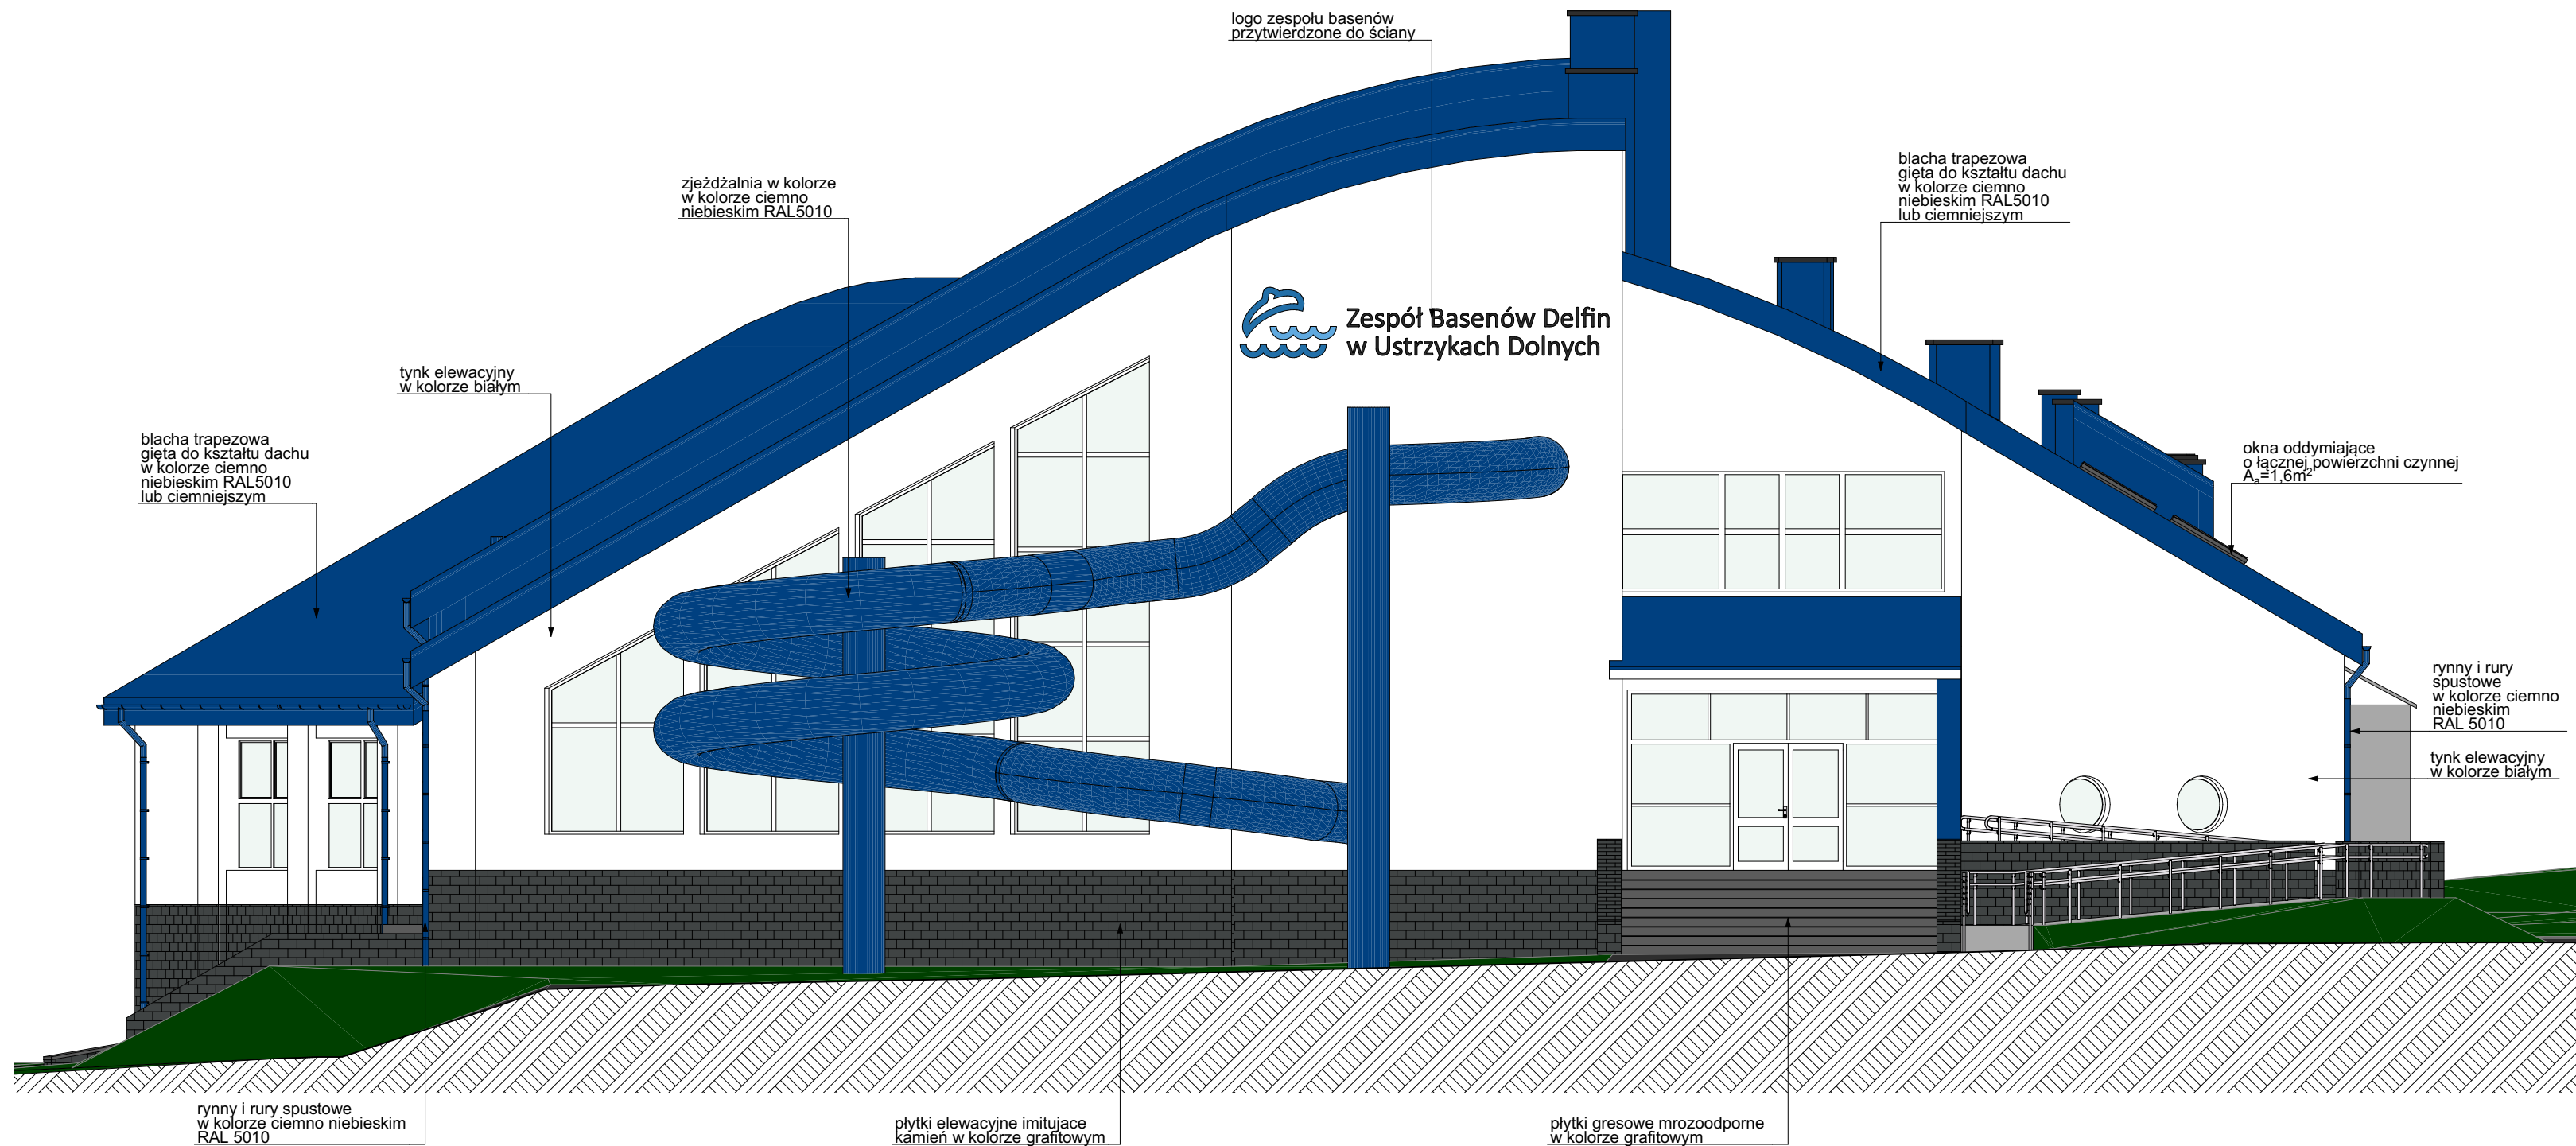 logo zespołu basenów
przytwierdzone do ściany
zjeżdżalnia w kolorze
w kolorze ciemno
niebieskim RAL5010
blacha trapezowa
gięta do kształtu dachu
w kolorze ciemno
niebieskim RAL5010
lub ciemniejszym
Zespół Basenów Delfin
w Ustrzykach Dolnych
tynk elewacyjny
w kolorze białym
blacha trapezowa
gięta do kształtu dachu
w kolorze ciemno
niebieskim RAL5010
lub ciemniejszym
okna oddymiające
o łącznej powierzchni czynnej
Aₐ=1,6m²
rynny i rury
spustowe
w kolorze ciemno
niebieskim
RAL 5010
tynk elewacyjny
w kolorze białym
rynny i rury spustowe
w kolorze ciemno niebieskim
RAL 5010
płytki elewacyjne imitujace
kamień w kolorze grafitowym
płytki gresowe mrozoodporne
w kolorze grafitowym